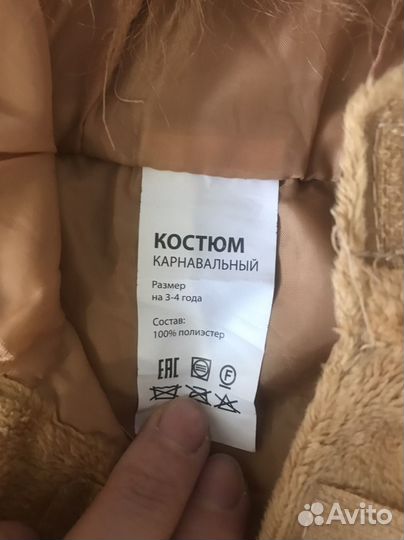 КОСТЮМ
КАРНАВАЛЬНЫЙ
Размер
на 3-4 года
Состав:
100% полиэстер
EAC
F
Avito